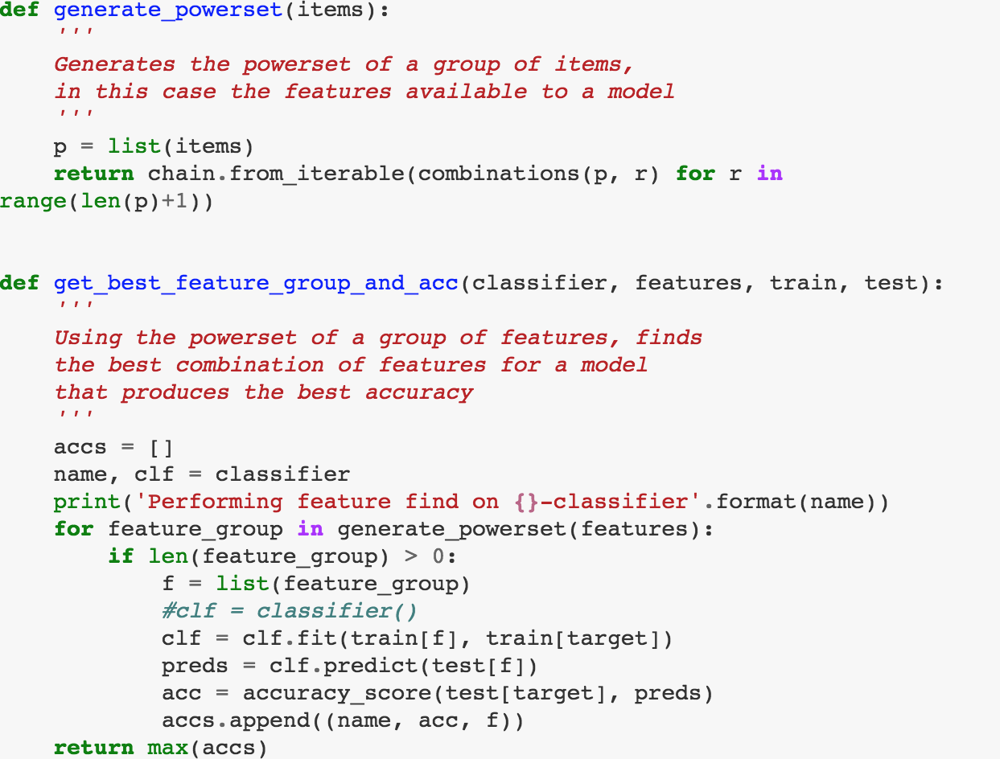 def generate_powerset(items):
    '''
    Generates the powerset of a group of items,
    in this case the features available to a model
    '''
    p = list(items)
    return chain.from_iterable(combinations(p, r) for r in
range(len(p)+1))


def get_best_feature_group_and_acc(classifier, features, train, test):
    '''
    Using the powerset of a group of features, finds
    the best combination of features for a model
    that produces the best accuracy
    '''
    accs = []
    name, clf = classifier
    print('Performing feature find on {}-classifier'.format(name))
    for feature_group in generate_powerset(features):
        if len(feature_group) > 0:
            f = list(feature_group)
            #clf = classifier()
            clf = clf.fit(train[f], train[target])
            preds = clf.predict(test[f])
            acc = accuracy_score(test[target], preds)
            accs.append((name, acc, f))
    return max(accs)